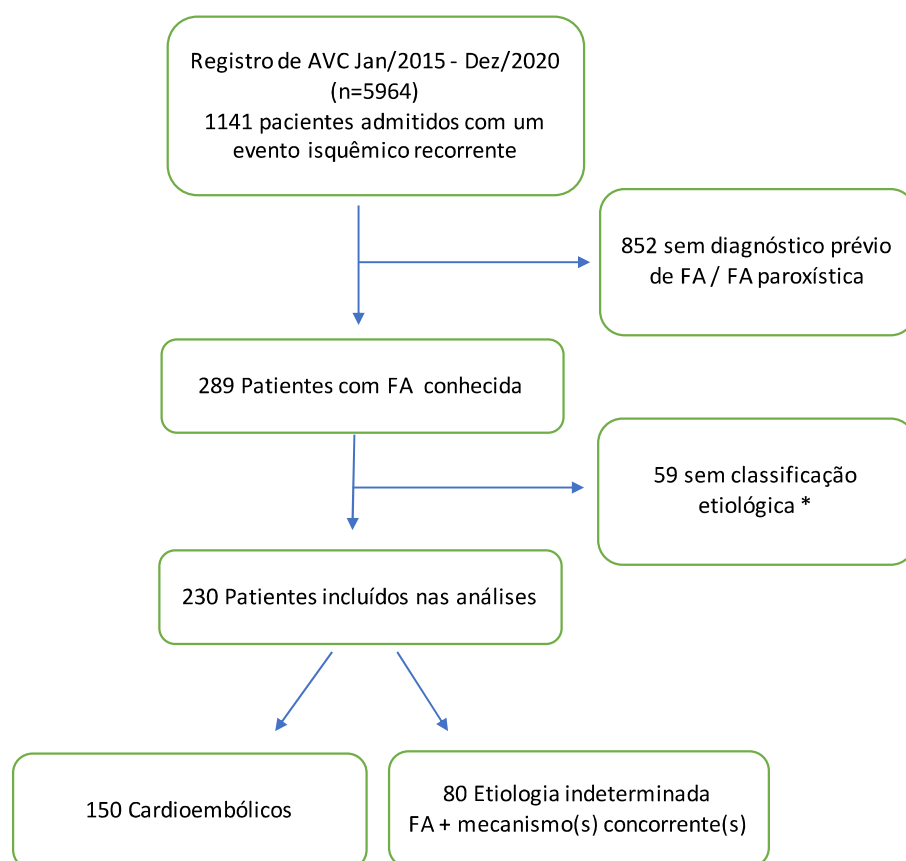 Registro de AVC Jan/2015 - Dez/2020
(n=5964)
1141 pacientes admitidos com um
evento isquêmico recorrente
852 sem diagnóstico prévio
de FA / FA paroxística
289 Patientes com FA conhecida
59 sem classificação
etiológica *
230 Patientes incluídos nas análises
150 Cardioembólicos
80 Etiologia indeterminada
FA + mecanismo(s) concorrente(s)